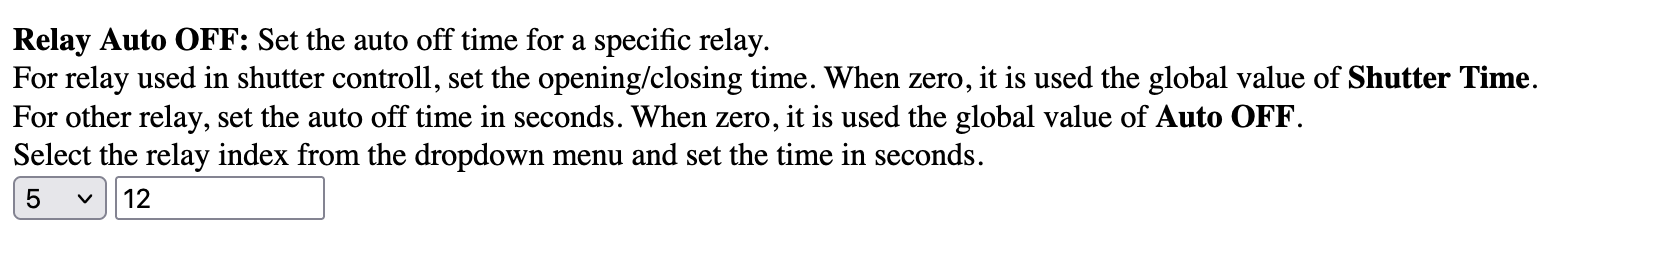 Relay Auto OFF: Set the auto off time for a specific relay.
For relay used in shutter controll, set the opening/closing time. When zero, it is used the global value of Shutter Time.
For other relay, set the auto off time in seconds. When zero, it is used the global value of Auto OFF.
Select the relay index from the dropdown menu and set the time in seconds.
5 12